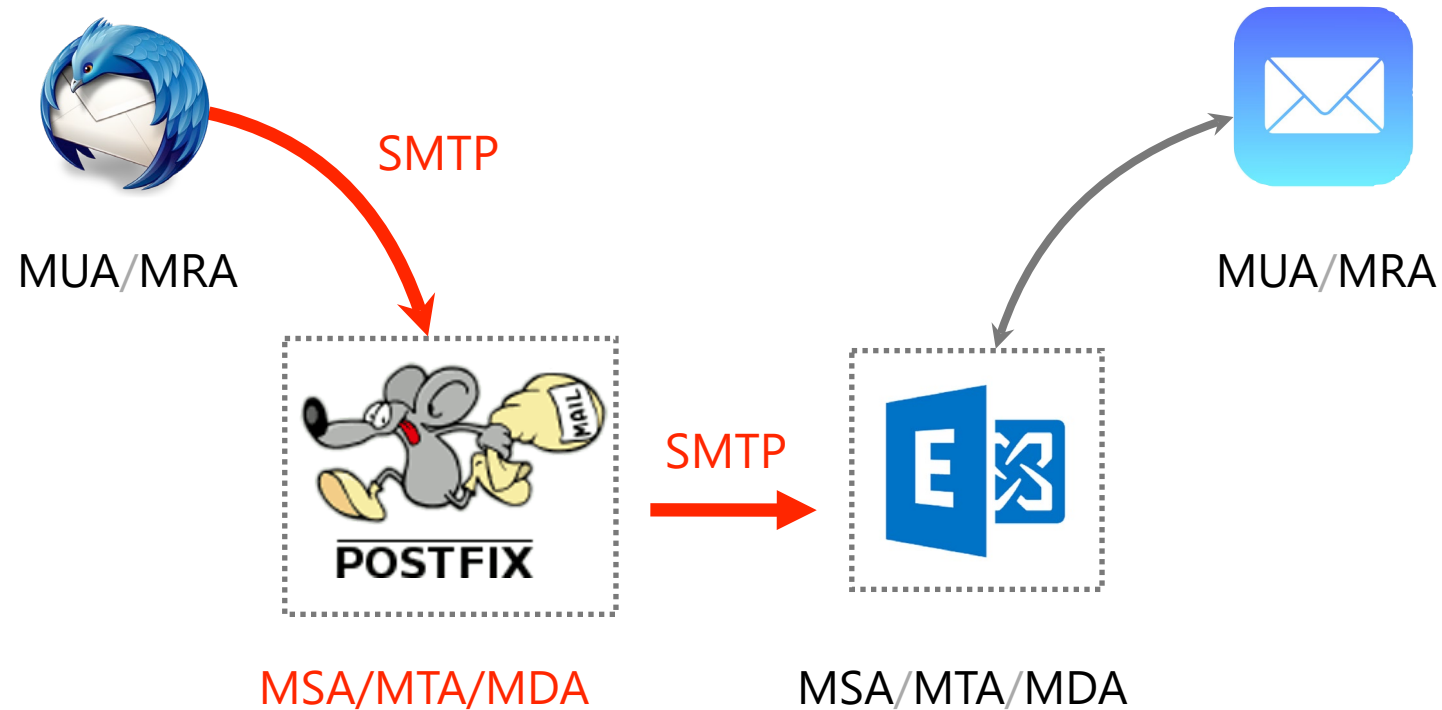 SMTP
MUA/MRA
MUA/MRA
MAIL
SMTP
E
POSTFIX
MSA/MTA/MDA
MSA/MTA/MDA